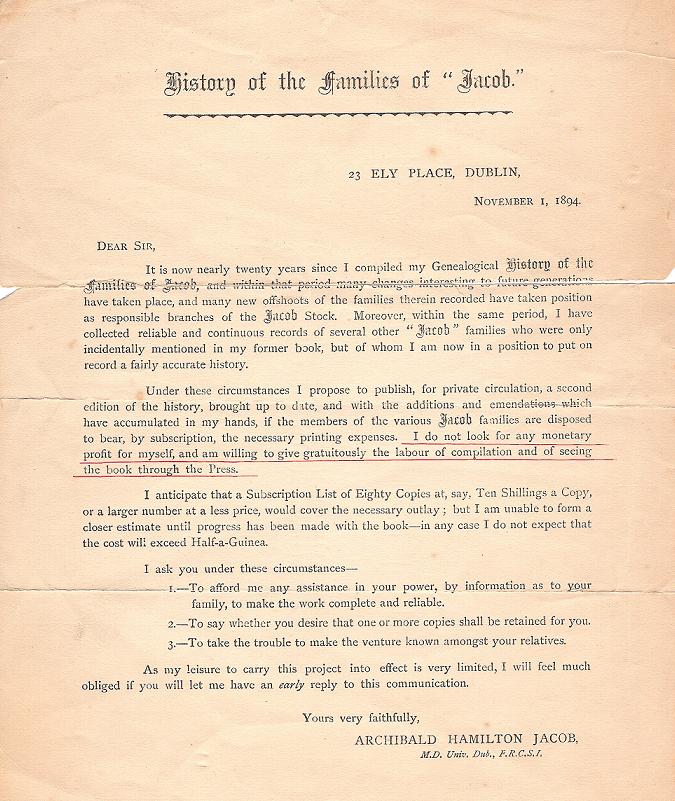 History of the Families of "Jacob."
23 ELY PLACE, DUBLIN,
NOVEMBER 1, 1894.
DEAR SIR,
It is now nearly twenty years since I compiled my Genealogical History of the
Families of Jacob, and within that period many changes interesting to future generations
have taken place, and many new offshoots of the families therein recorded have taken position
as responsible branches of the Jacob Stock. Moreover, within the same period, I have
collected reliable and continuous records of several other "Jacob" families who were only
incidentally mentioned in my former book, but of whom I am now in a position to put on
record a fairly accurate history.
Under these circumstances I propose to publish, for private circulation, a second
edition of the history, brought up to date, and with the additions and emendations which
have accumulated in my hands, if the members of the various Jacob families are disposed
to bear, by subscription, the necessary printing expenses. I do not look for any monetary
profit for myself, and am willing to give gratuitously the labour of compilation and of seeing
the book through the Press.
I anticipate that a Subscription List of Eighty Copies at, say, Ten Shillings a Copy,
or a larger number at a less price, would cover the necessary outlay; but I am unable to form a
closer estimate until progress has been made with the book—in any case I do not expect that
the cost will exceed Half-a-Guinea.
I ask you under these circumstances—
1.—To afford me any assistance in your power, by information as to your
family, to make the work complete and reliable.
2.—To say whether you desire that one or more copies shall be retained for you.
3.—To take the trouble to make the venture known amongst your relatives.
As my leisure to carry this project into effect is very limited, I will feel much
obliged if you will let me have an early reply to this communication.
Yours very faithfully,
ARCHIBALD HAMILTON JACOB,
M.D. Univ. Dub., F.R.C.S.I.